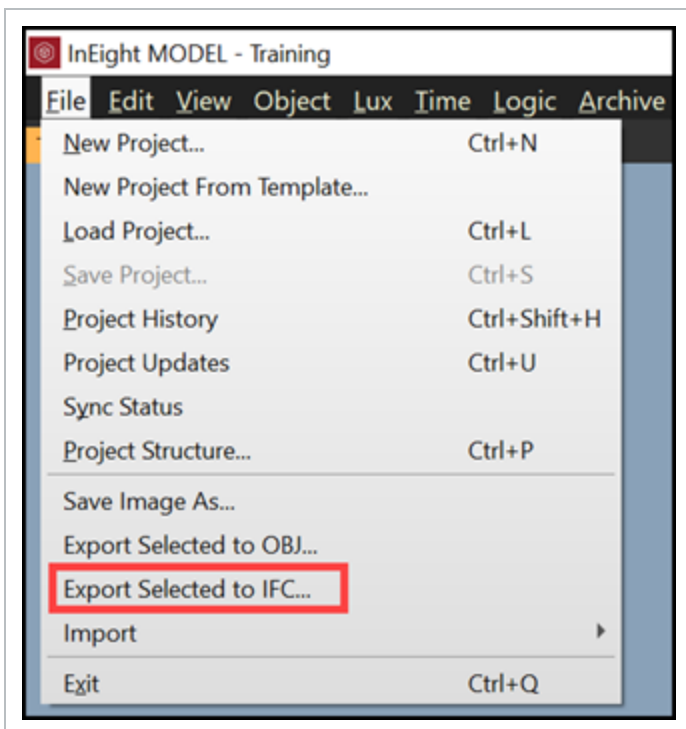 InEight MODEL - Training
File Edit View Object Lux Time Logic Archive
New Project... Ctrl+N
New Project From Template...
Load Project... Ctrl+L
Save Project... Ctrl+S
Project History Ctrl+Shift+H
Project Updates Ctrl+U
Sync Status
Project Structure... Ctrl+P
Save Image As...
Export Selected to OBJ...
Export Selected to IFC...
Import
Exit Ctrl+Q